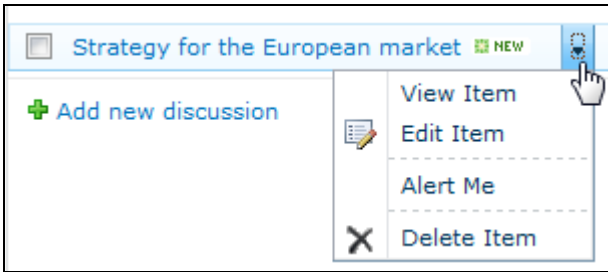 Strategy for the European market NEW
View Item
Add new discussion
Edit Item
Alert Me
Delete Item